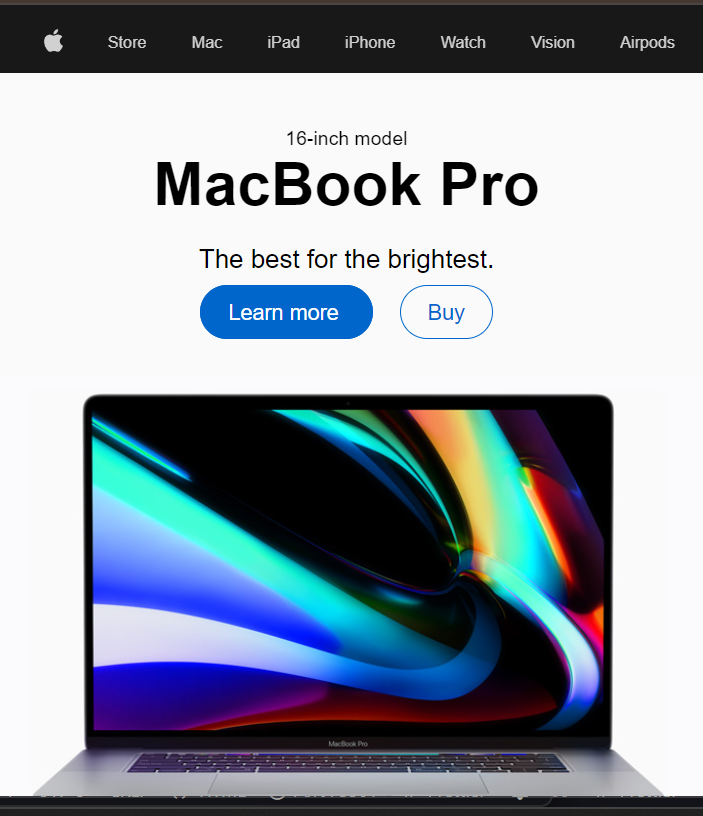 Store Mac iPad iPhone Watch Vision Airpods
16-inch model
MacBook Pro
The best for the brightest.
Learn more Buy
MacBook Pro